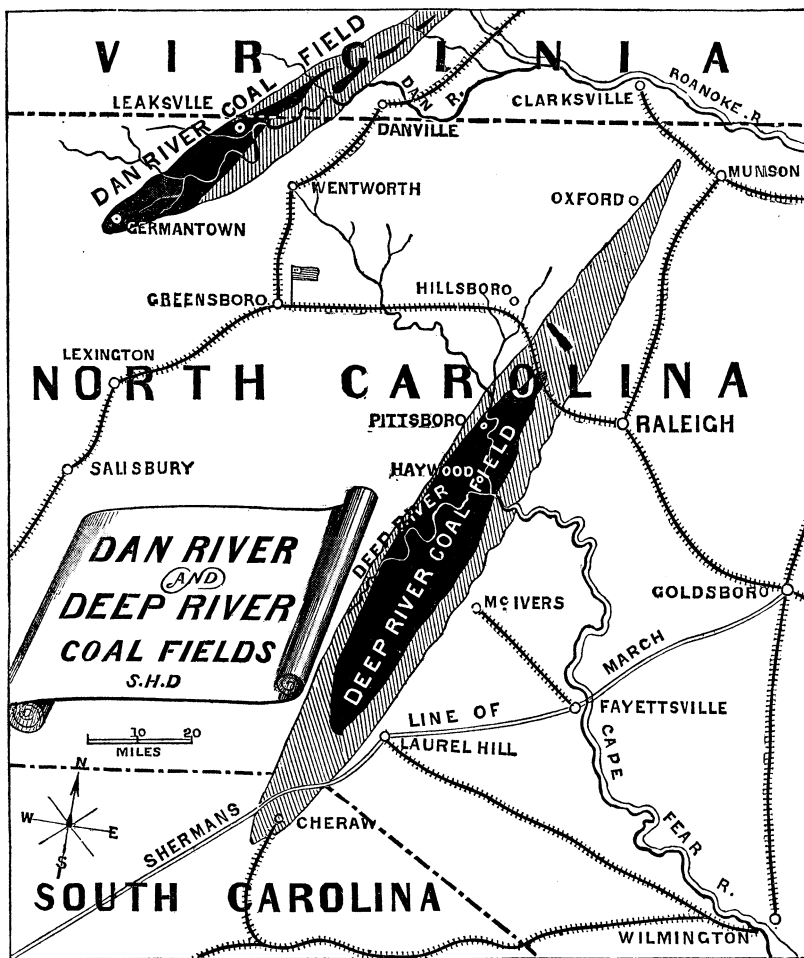 VIRGINIA
DAN RIVER COAL FIELD
LEAKSVLLE
DAN R.
DANVILLE
CLARKSVILLE
ROANOKE.R.
MUNSON
WENTWORTH
OXFORD
GERMANTOWN
GREENSBORO
HILLSBORO
LEXINGTON
NORTH CAROLINA
PITTSBORO
RALEIGH
SALISBURY
HAYWOOD
DEEP RIVER
DEEP RIVER COAL FIELD
DAN RIVER
AND
DEEP RIVER
COAL FIELDS
S.H.D
GOLDSBORO
Mc IVERS
SHERMANS LINE OF MARCH
FAYETTSVILLE
LAUREL HILL
10 20
MILES
N
W E
S
CAPE FEAR R.
CHERAW
SOUTH CAROLINA
WILMINGTON